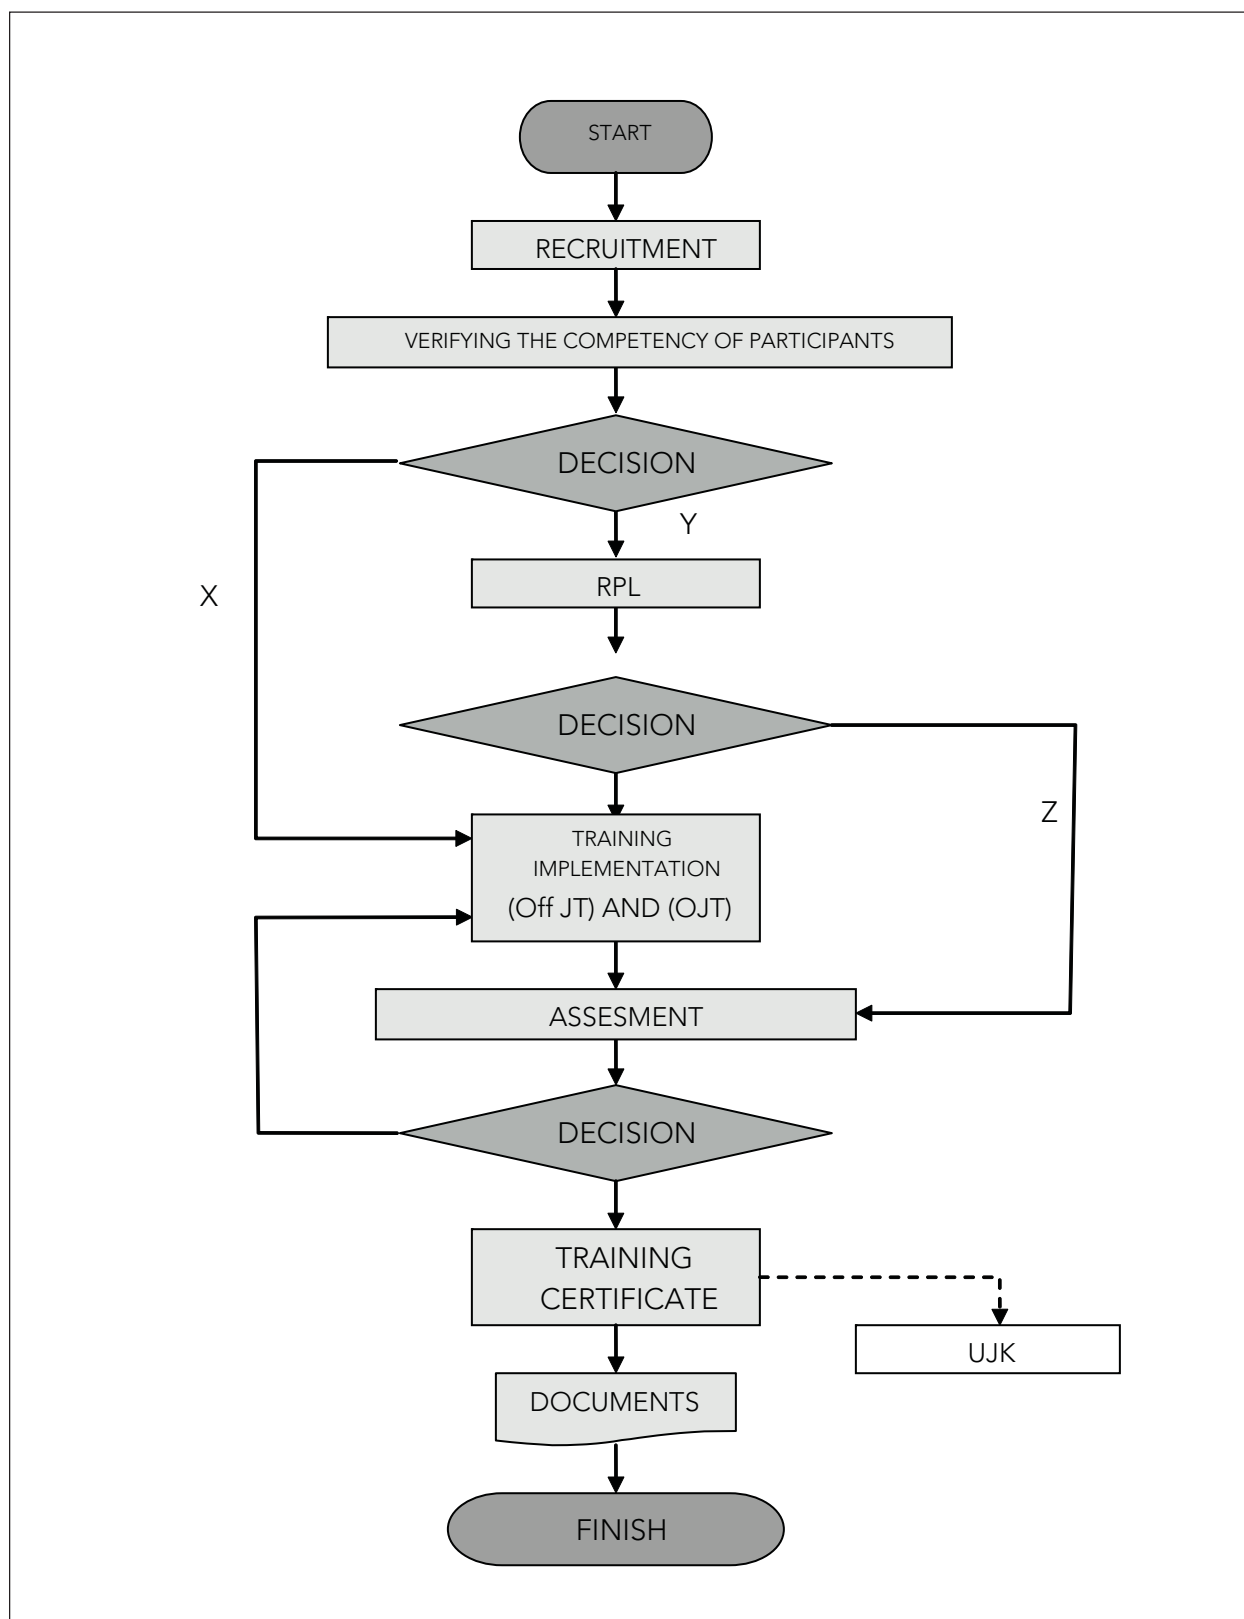 START
RECRUITMENT
VERIFYING THE COMPETENCY OF PARTICIPANTS
DECISION
Y
X
RPL
DECISION
Z
TRAINING
IMPLEMENTATION
(Off JT) AND (OJT)
ASSESMENT
DECISION
TRAINING
CERTIFICATE
UJK
DOCUMENTS
FINISH